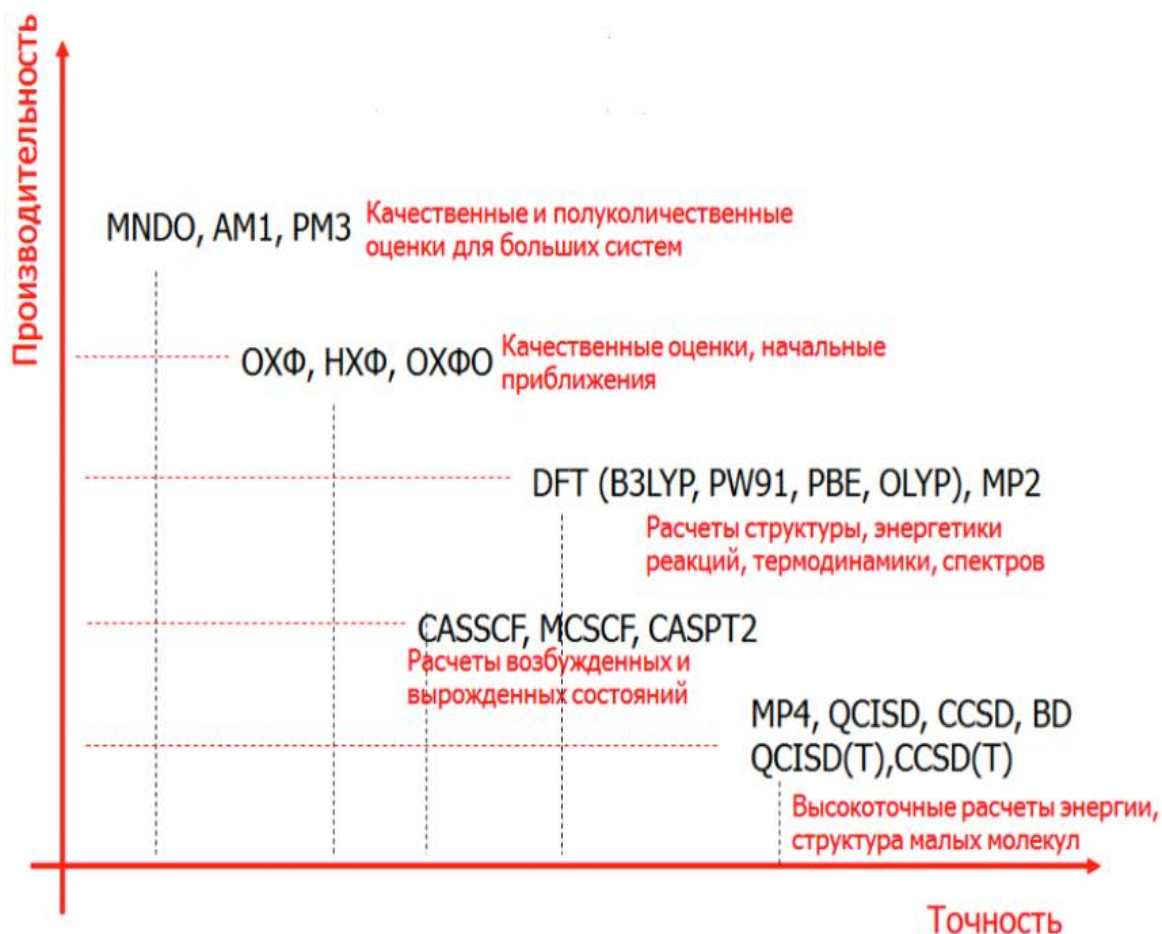 Производительность
MNDO, AM1, PM3
Качественные и полуколичественные
оценки для больших систем
ОХФ, НХФ, ОХФО
Качественные оценки, начальные
приближения
DFT (B3LYP, PW91, PBE, OLYP), MP2
Расчеты структуры, энергетики
реакций, термодинамики, спектров
CASSCF, MCSCF, CASPT2
Расчеты возбужденных и
вырожденных состояний
MP4, QCISD, CCSD, BD
QCISD(T),CCSD(T)
Высокоточные расчеты энергии,
структура малых молекул
Точность